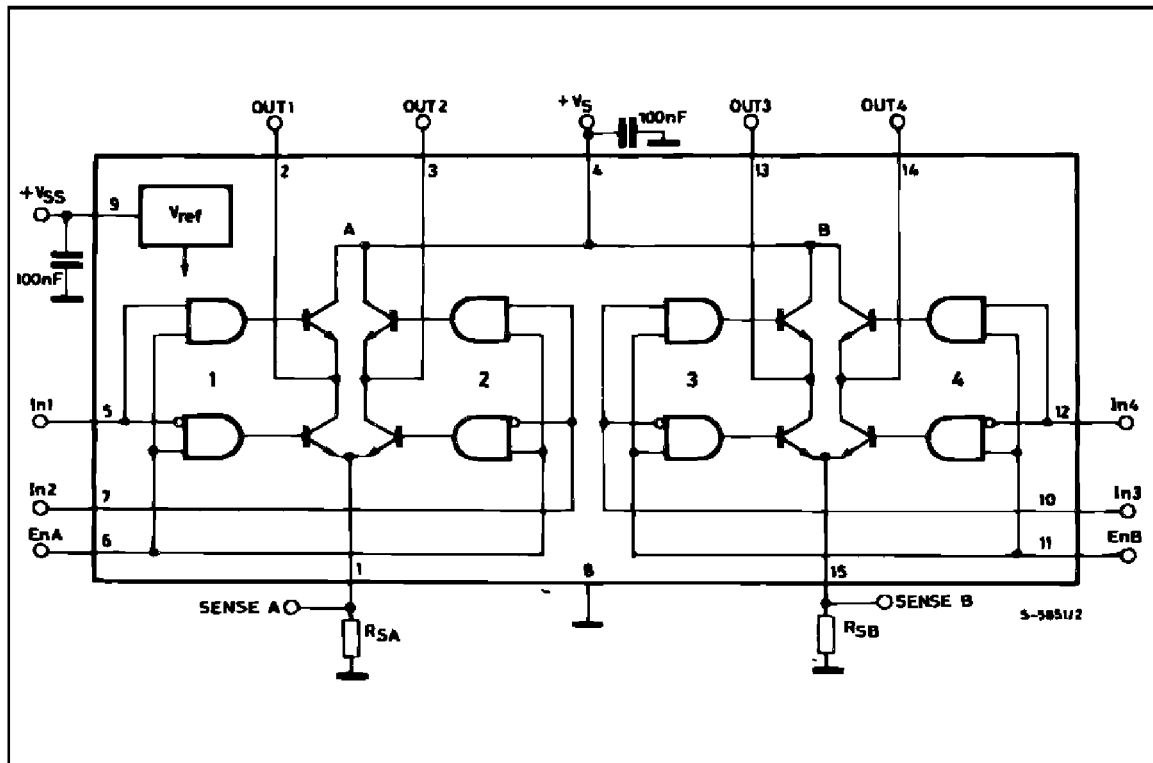 OUT1 OUT2 +VS 100nF OUT3 OUT4
2 3 4 13 14
+VSS 9 Vref
A B
100nF
1 2 3 4
In1 5 12 In4
In2 7 10 In3
EnA 6 11 EnB
1 8 15
SENSE A SENSE B
RSA RSB
S-5851/2